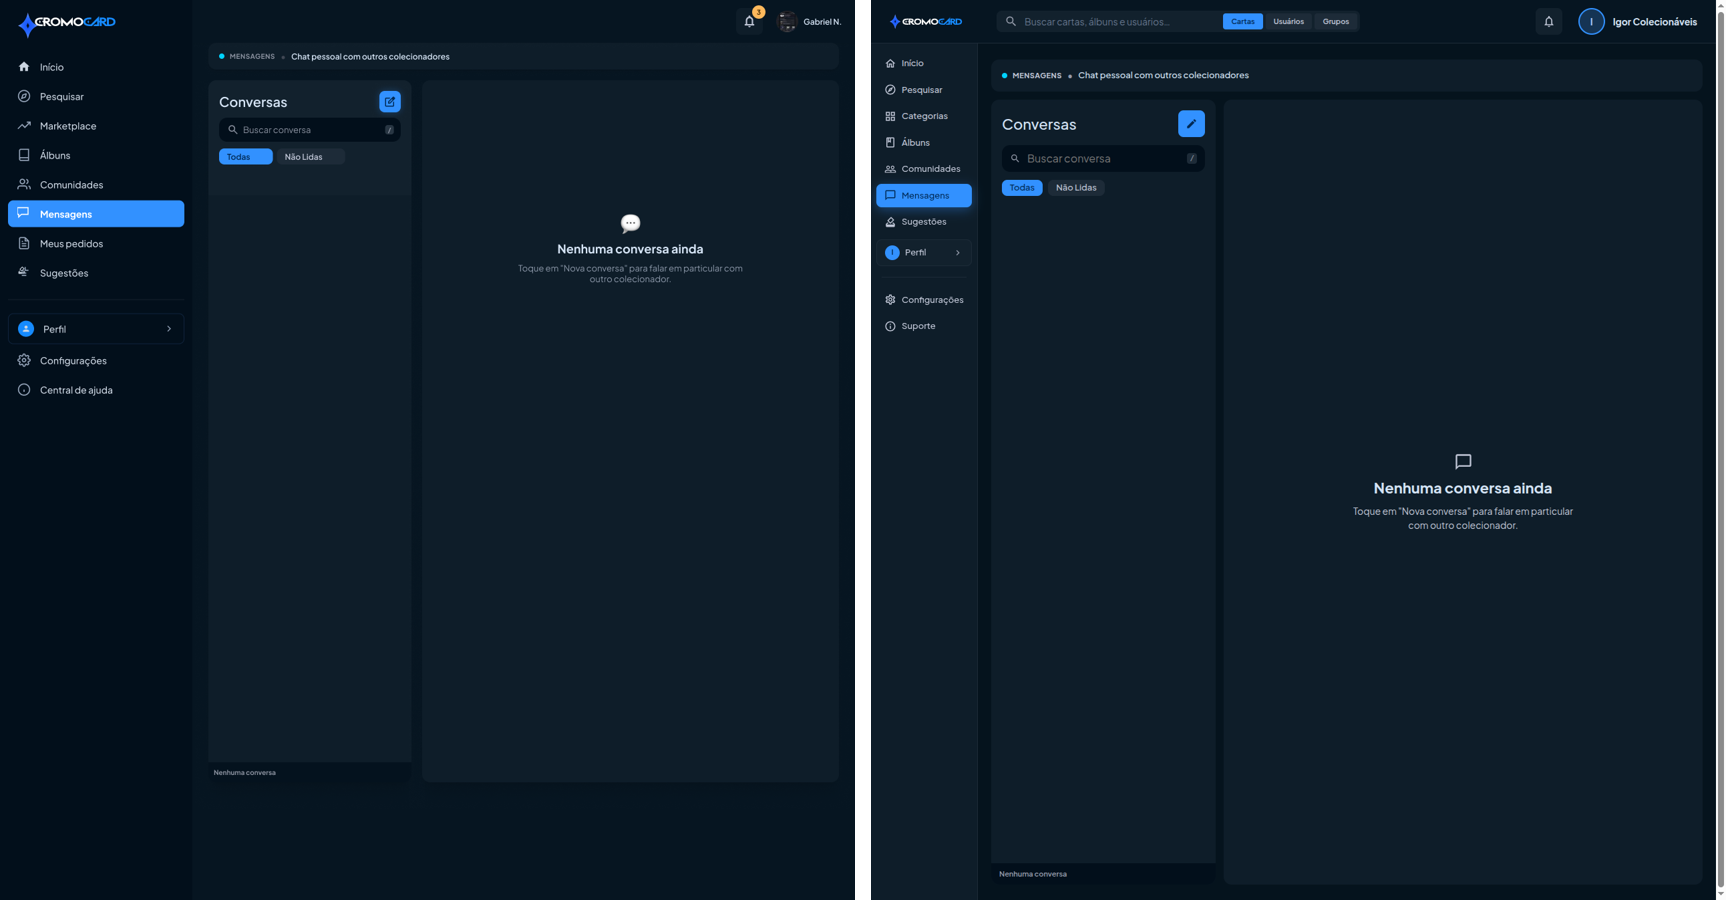 CROMOCARD
3
Gabriel N.
Início
Pesquisar
Marketplace
Álbuns
Comunidades
Mensagens
Meus pedidos
Sugestões
Perfil
Configurações
Central de ajuda
MENSAGENS • Chat pessoal com outros colecionadores
Conversas
Buscar conversa /
Todas Não Lidas
Nenhuma conversa ainda
Toque em "Nova conversa" para falar em particular com
outro colecionador.
Nenhuma conversa
CROMOCARD
Buscar cartas, álbuns e usuários... Cartas Usuários Grupos
I Igor Colecionáveis
Início
Pesquisar
Categorias
Álbuns
Comunidades
Mensagens
Sugestões
I Perfil
Configurações
Suporte
MENSAGENS • Chat pessoal com outros colecionadores
Conversas
Buscar conversa /
Todas Não Lidas
Nenhuma conversa ainda
Toque em "Nova conversa" para falar em particular
com outro colecionador.
Nenhuma conversa